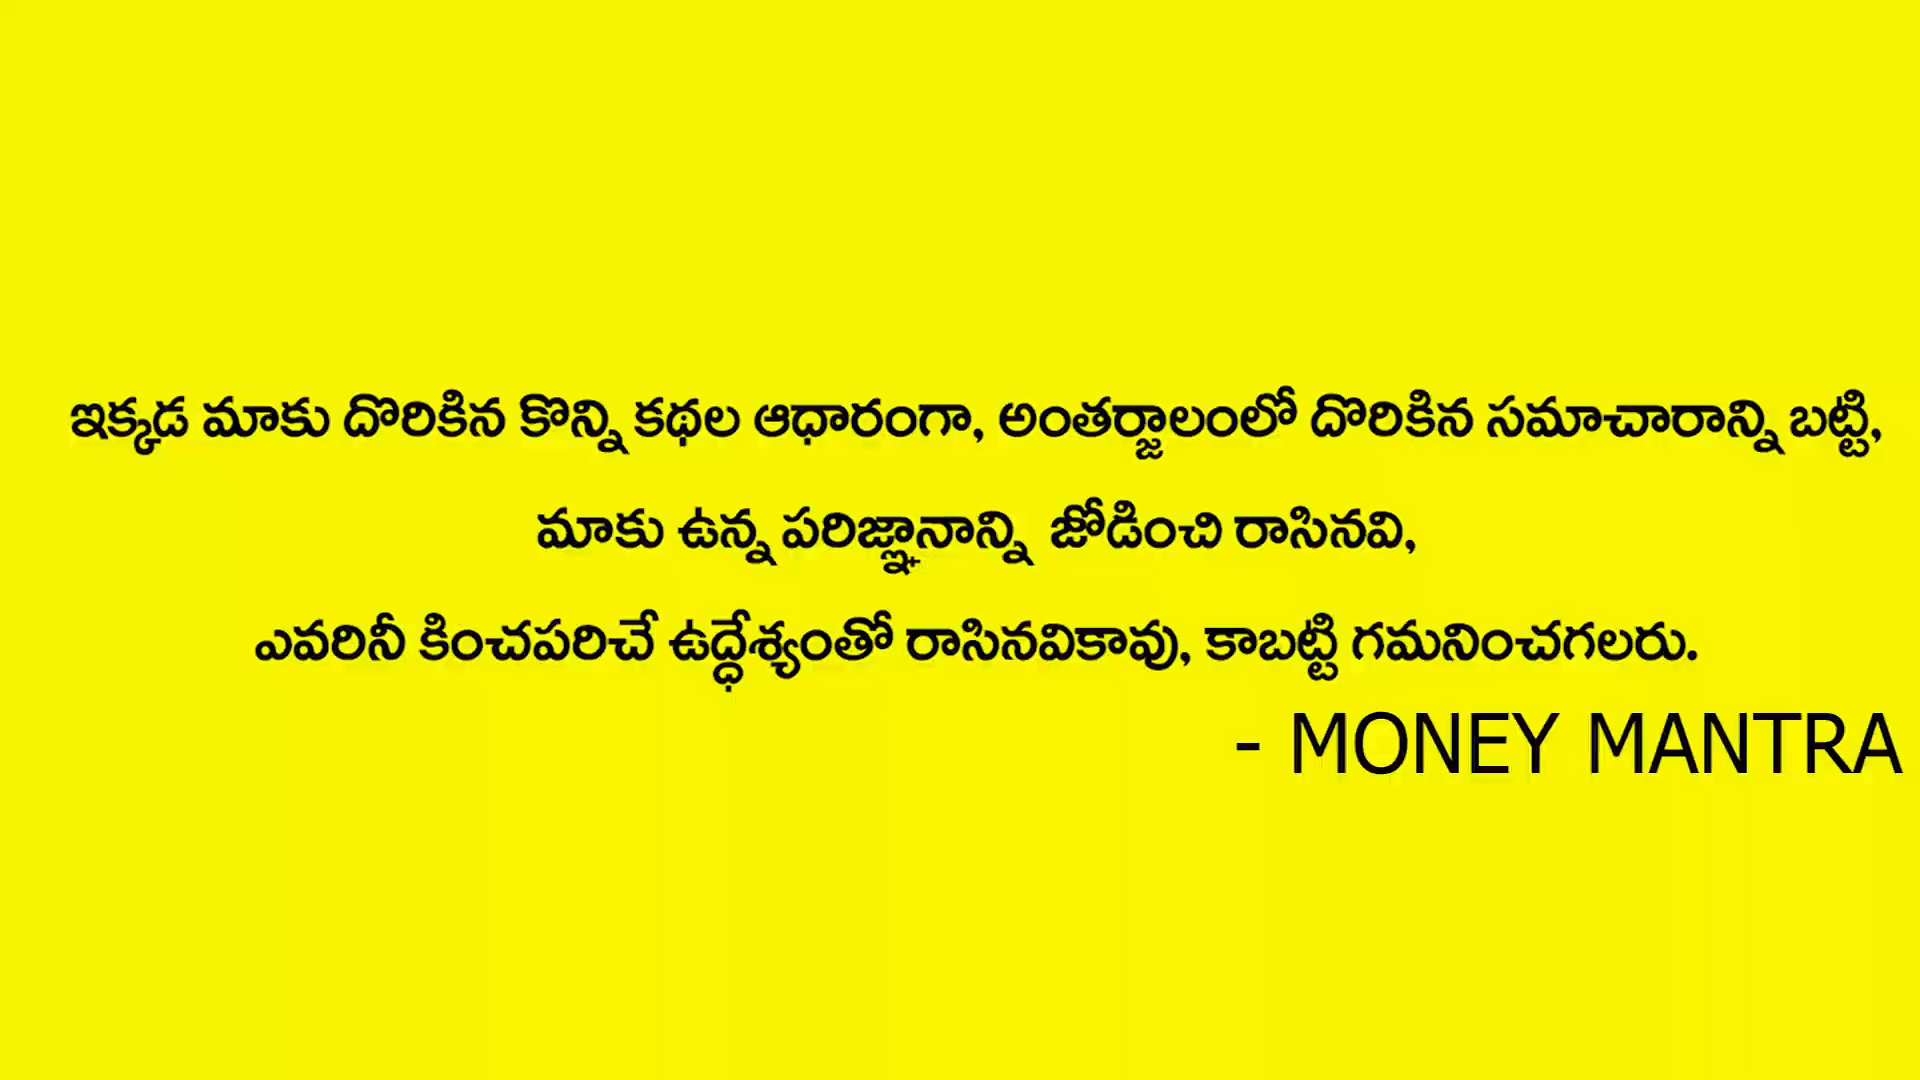 ఇక్కడ మాకు దొరికిన కొన్ని కథల ఆధారంగా, అంతర్జాలంలో దొరికిన సమాచారాన్ని బట్టి,
మాకు ఉన్న పరిజ్ఞానాన్ని జోడించి రాసినవి,
ఎవరినీ కించపరిచే ఉద్ధేశ్యంతో రాసినవికావు, కాబట్టి గమనించగలరు.
- MONEY MANTRA